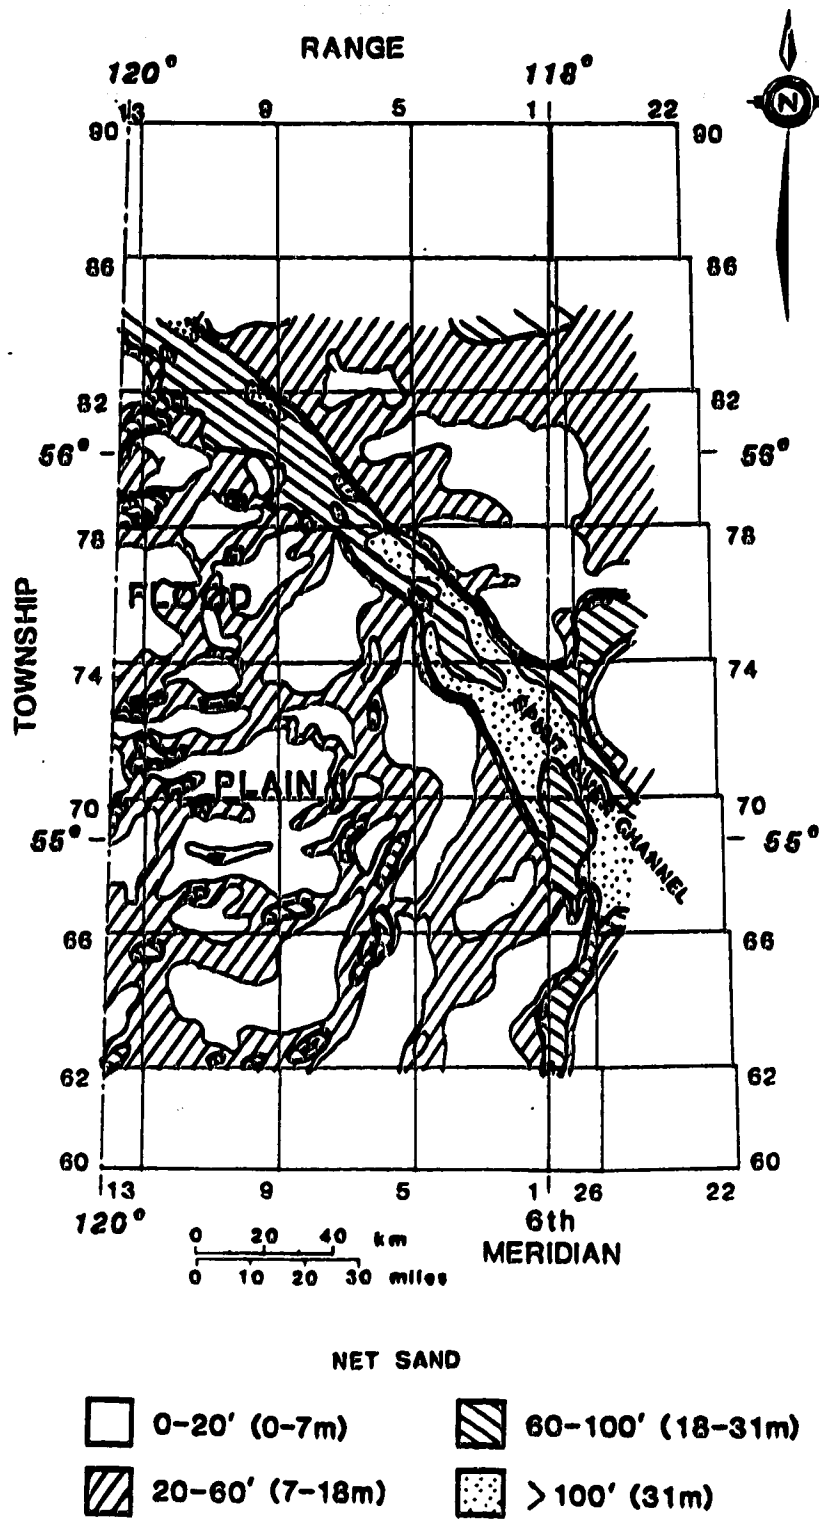 RANGE
120° 118°
13 9 5 1 22
90 90
N
86 86
82 82
56° 56°
78 78
FLOOD
TOWNSHIP
74 74
SPIRIT RIVER CHANNEL
PLAIN II
70 70
55° 55°
66 66
62 62
60 60
13 9 5 1 26 22
120° 6th
MERIDIAN
0 20 40 km
0 10 20 30 miles
NET SAND
0-20' (0-7m)
60-100' (18-31m)
20-60' (7-18m)
>100' (31m)